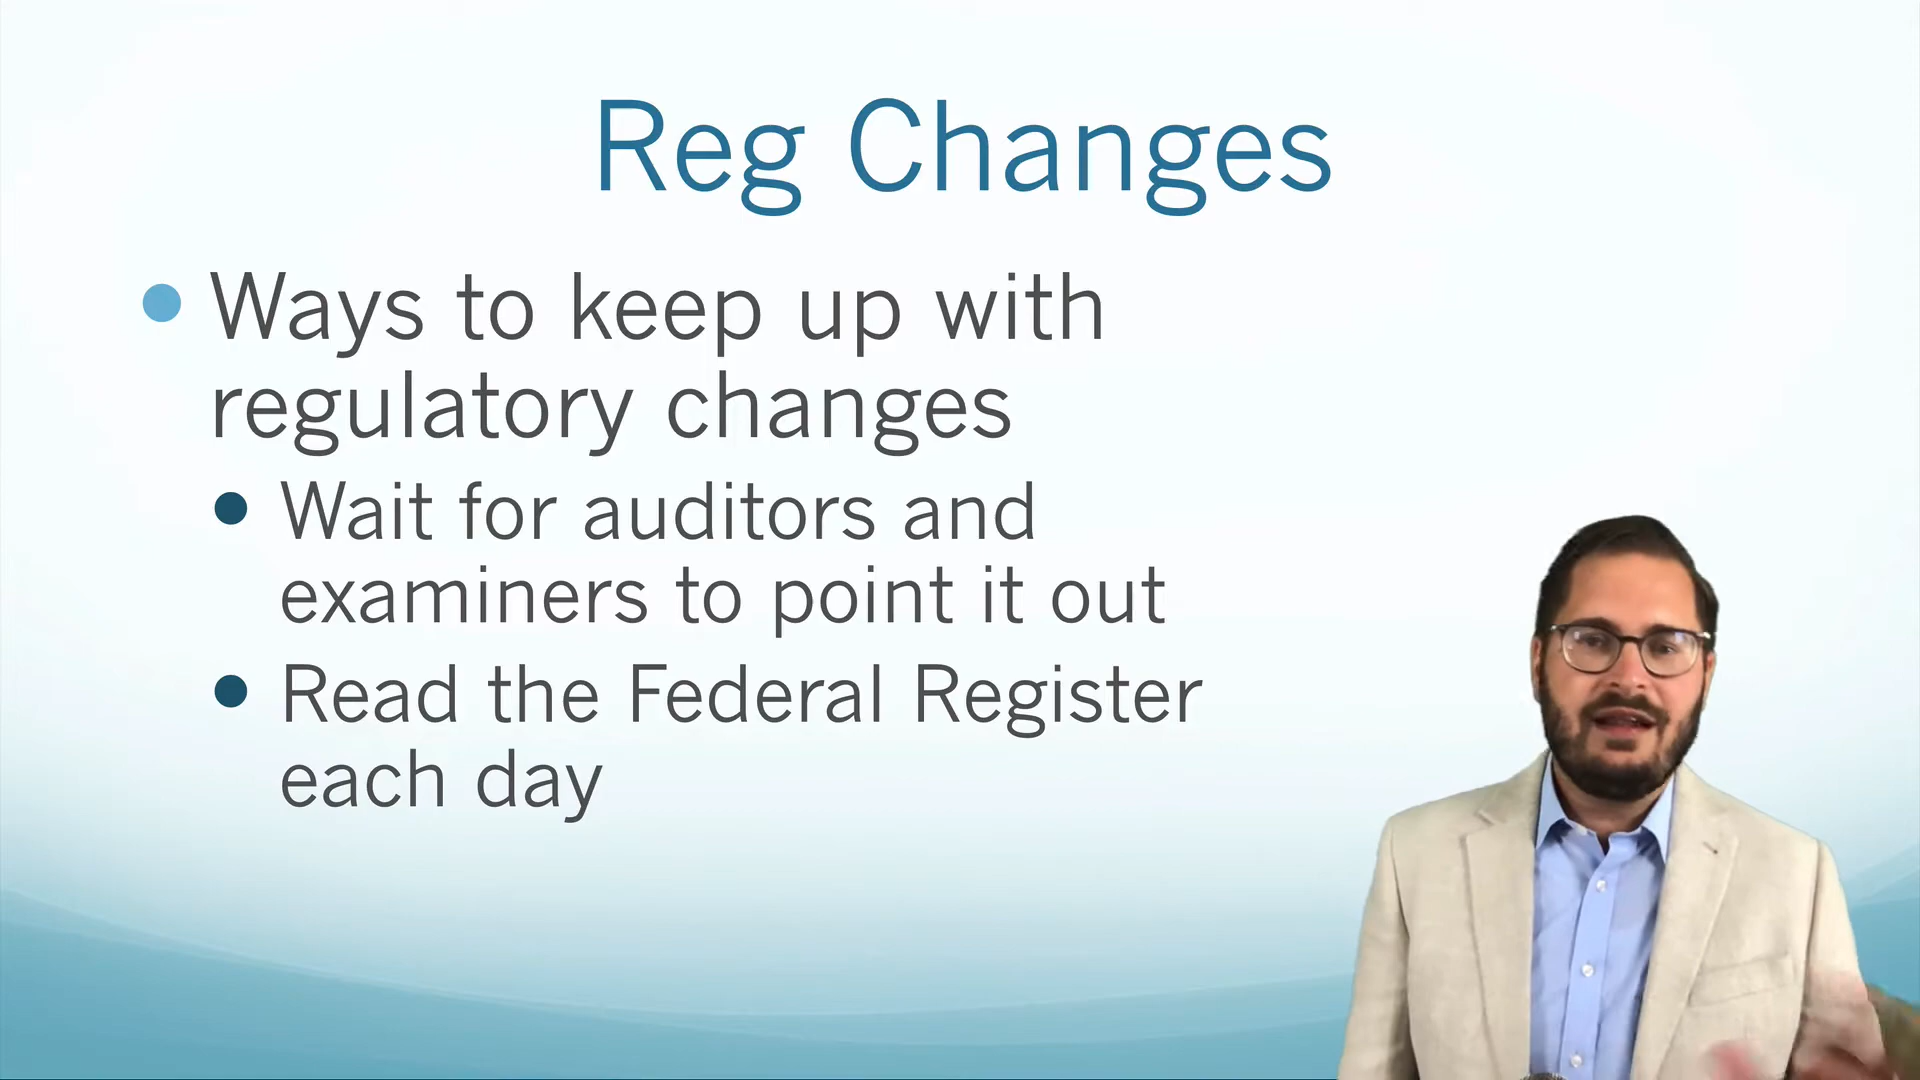 Reg Changes
Ways to keep up with
regulatory changes
Wait for auditors and
examiners to point it out
Read the Federal Register
each day